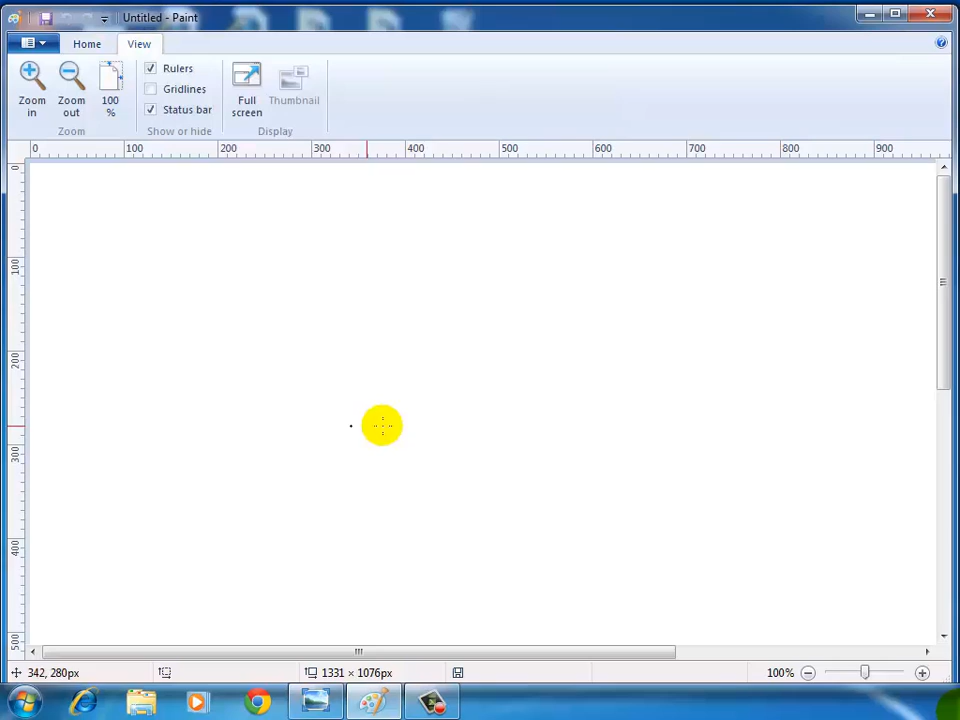 Untitled - Paint
Home View
Zoom in
Zoom out
100 %
Rulers
Gridlines
Status bar
Full screen
Thumbnail
Zoom
Show or hide
Display
0 100 200 300 400 500 600 700 800 900
0
100
200
300
400
500
342, 280px
1331 × 1076px
100%